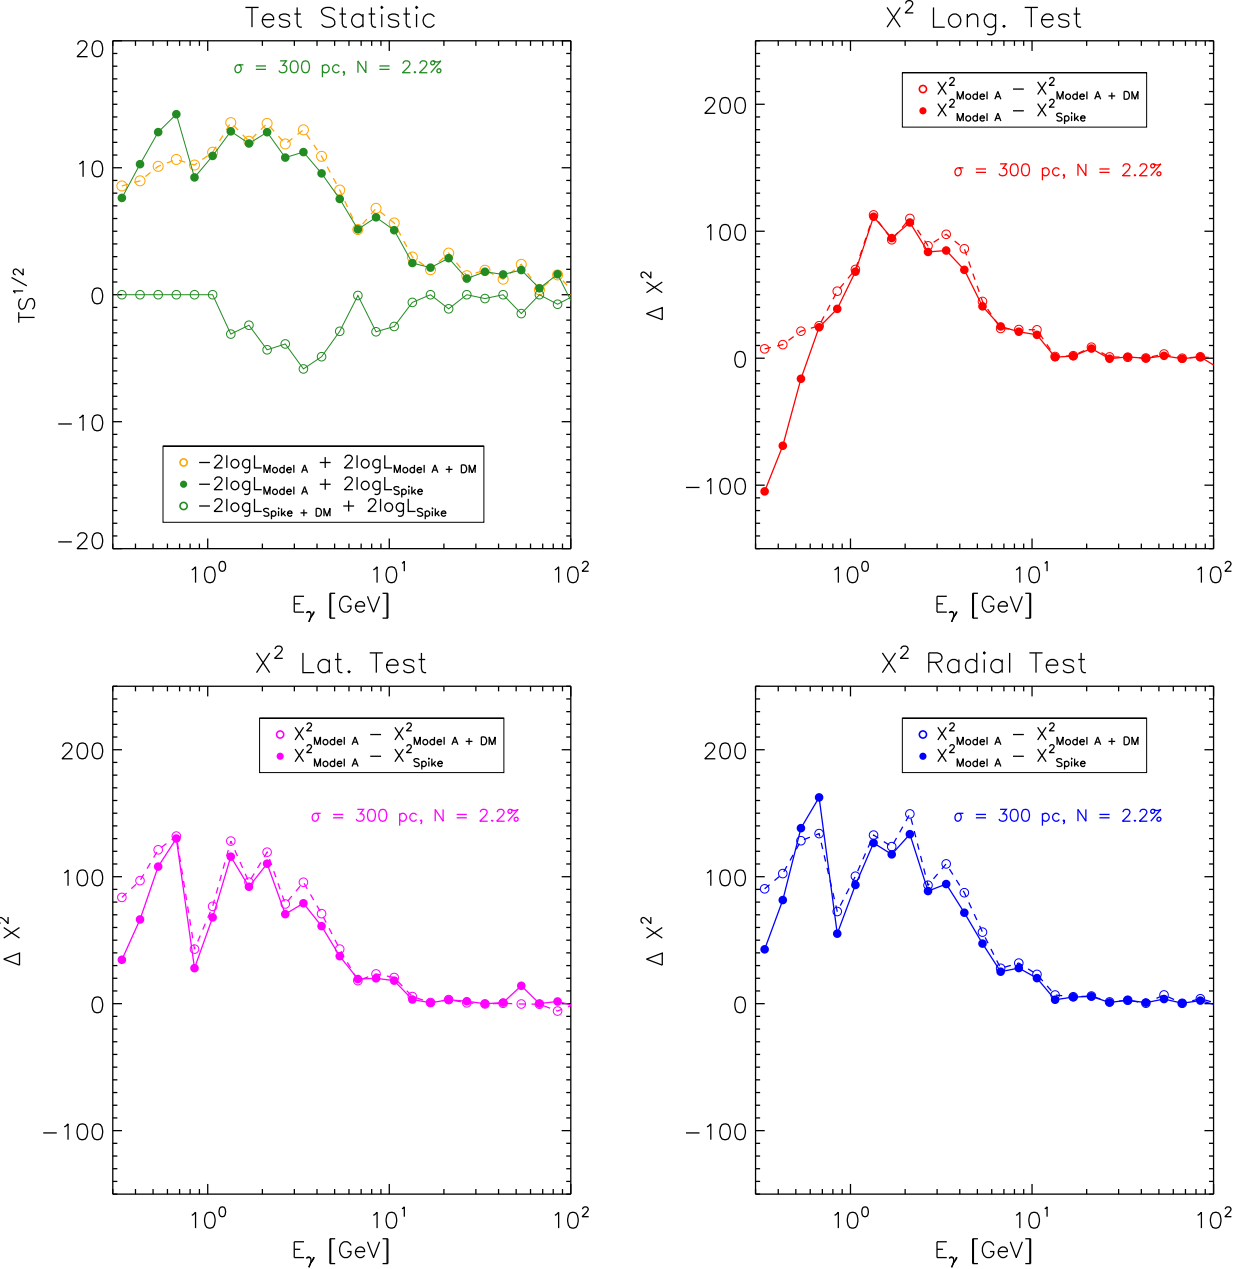 Test Statistic
σ = 300 pc, N = 2.2%
20
10
0
−10
−20
TS^1/2
−2logL_Model A + 2logL_Model A + DM
−2logL_Model A + 2logL_Spike
−2logL_Spike + DM + 2logL_Spike
10^0 10^1 10^2
E_γ [GeV]
X^2 Long. Test
X^2_Model A − X^2_Model A + DM
X^2_Model A − X^2_Spike
σ = 300 pc, N = 2.2%
200
100
0
−100
Δ X^2
10^0 10^1 10^2
E_γ [GeV]
X^2 Lat. Test
X^2_Model A − X^2_Model A + DM
X^2_Model A − X^2_Spike
σ = 300 pc, N = 2.2%
200
100
0
−100
Δ X^2
10^0 10^1 10^2
E_γ [GeV]
X^2 Radial Test
X^2_Model A − X^2_Model A + DM
X^2_Model A − X^2_Spike
σ = 300 pc, N = 2.2%
200
100
0
−100
Δ X^2
10^0 10^1 10^2
E_γ [GeV]